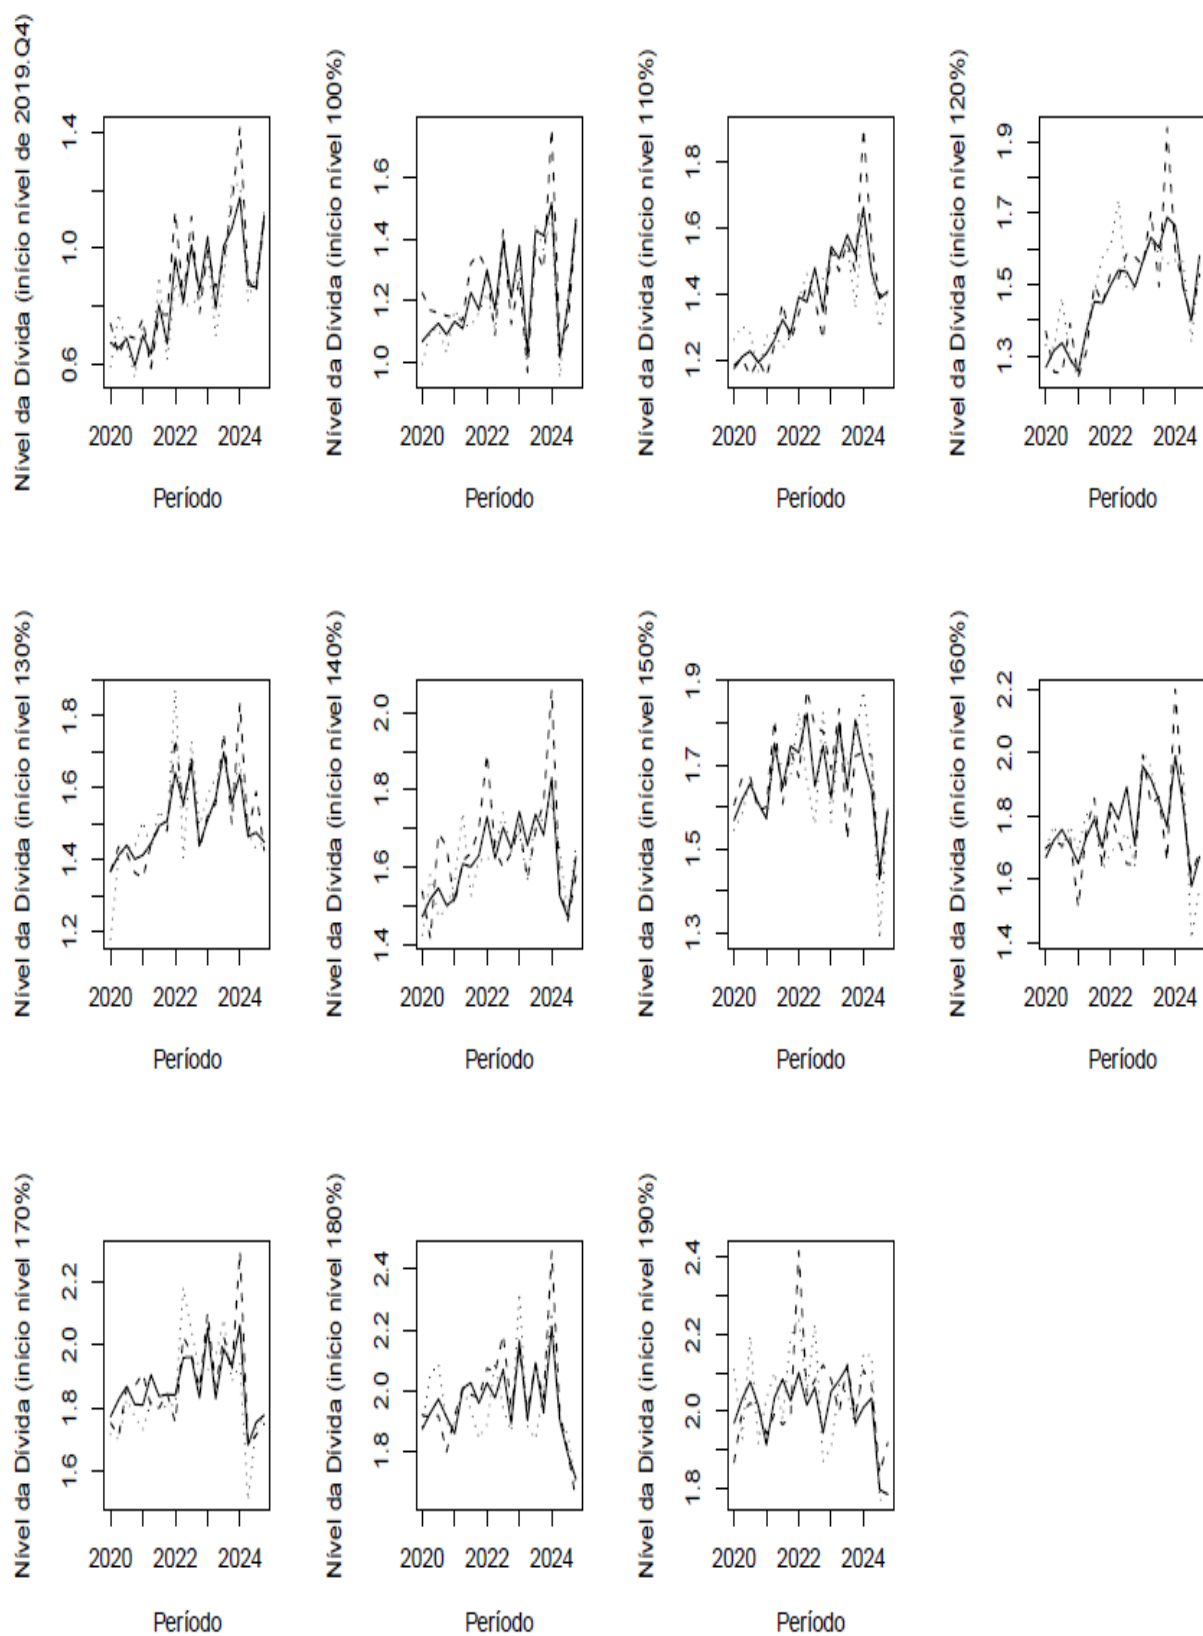 Nível da Dívida (início nível de 2019.Q4)
0.6 1.0 1.4
2020 2022 2024
Período
Nível da Dívida (início nível 100%)
1.0 1.2 1.4 1.6
2020 2022 2024
Período
Nível da Dívida (início nível 110%)
1.2 1.4 1.6 1.8
2020 2022 2024
Período
Nível da Dívida (início nível 120%)
1.3 1.5 1.7 1.9
2020 2022 2024
Período
Nível da Dívida (início nível 130%)
1.2 1.4 1.6 1.8
2020 2022 2024
Período
Nível da Dívida (início nível 140%)
1.4 1.6 1.8 2.0
2020 2022 2024
Período
Nível da Dívida (início nível 150%)
1.3 1.5 1.7 1.9
2020 2022 2024
Período
Nível da Dívida (início nível 160%)
1.4 1.6 1.8 2.0 2.2
2020 2022 2024
Período
Nível da Dívida (início nível 170%)
1.6 1.8 2.0 2.2
2020 2022 2024
Período
Nível da Dívida (início nível 180%)
1.8 2.0 2.2 2.4
2020 2022 2024
Período
Nível da Dívida (início nível 190%)
1.8 2.0 2.2 2.4
2020 2022 2024
Período